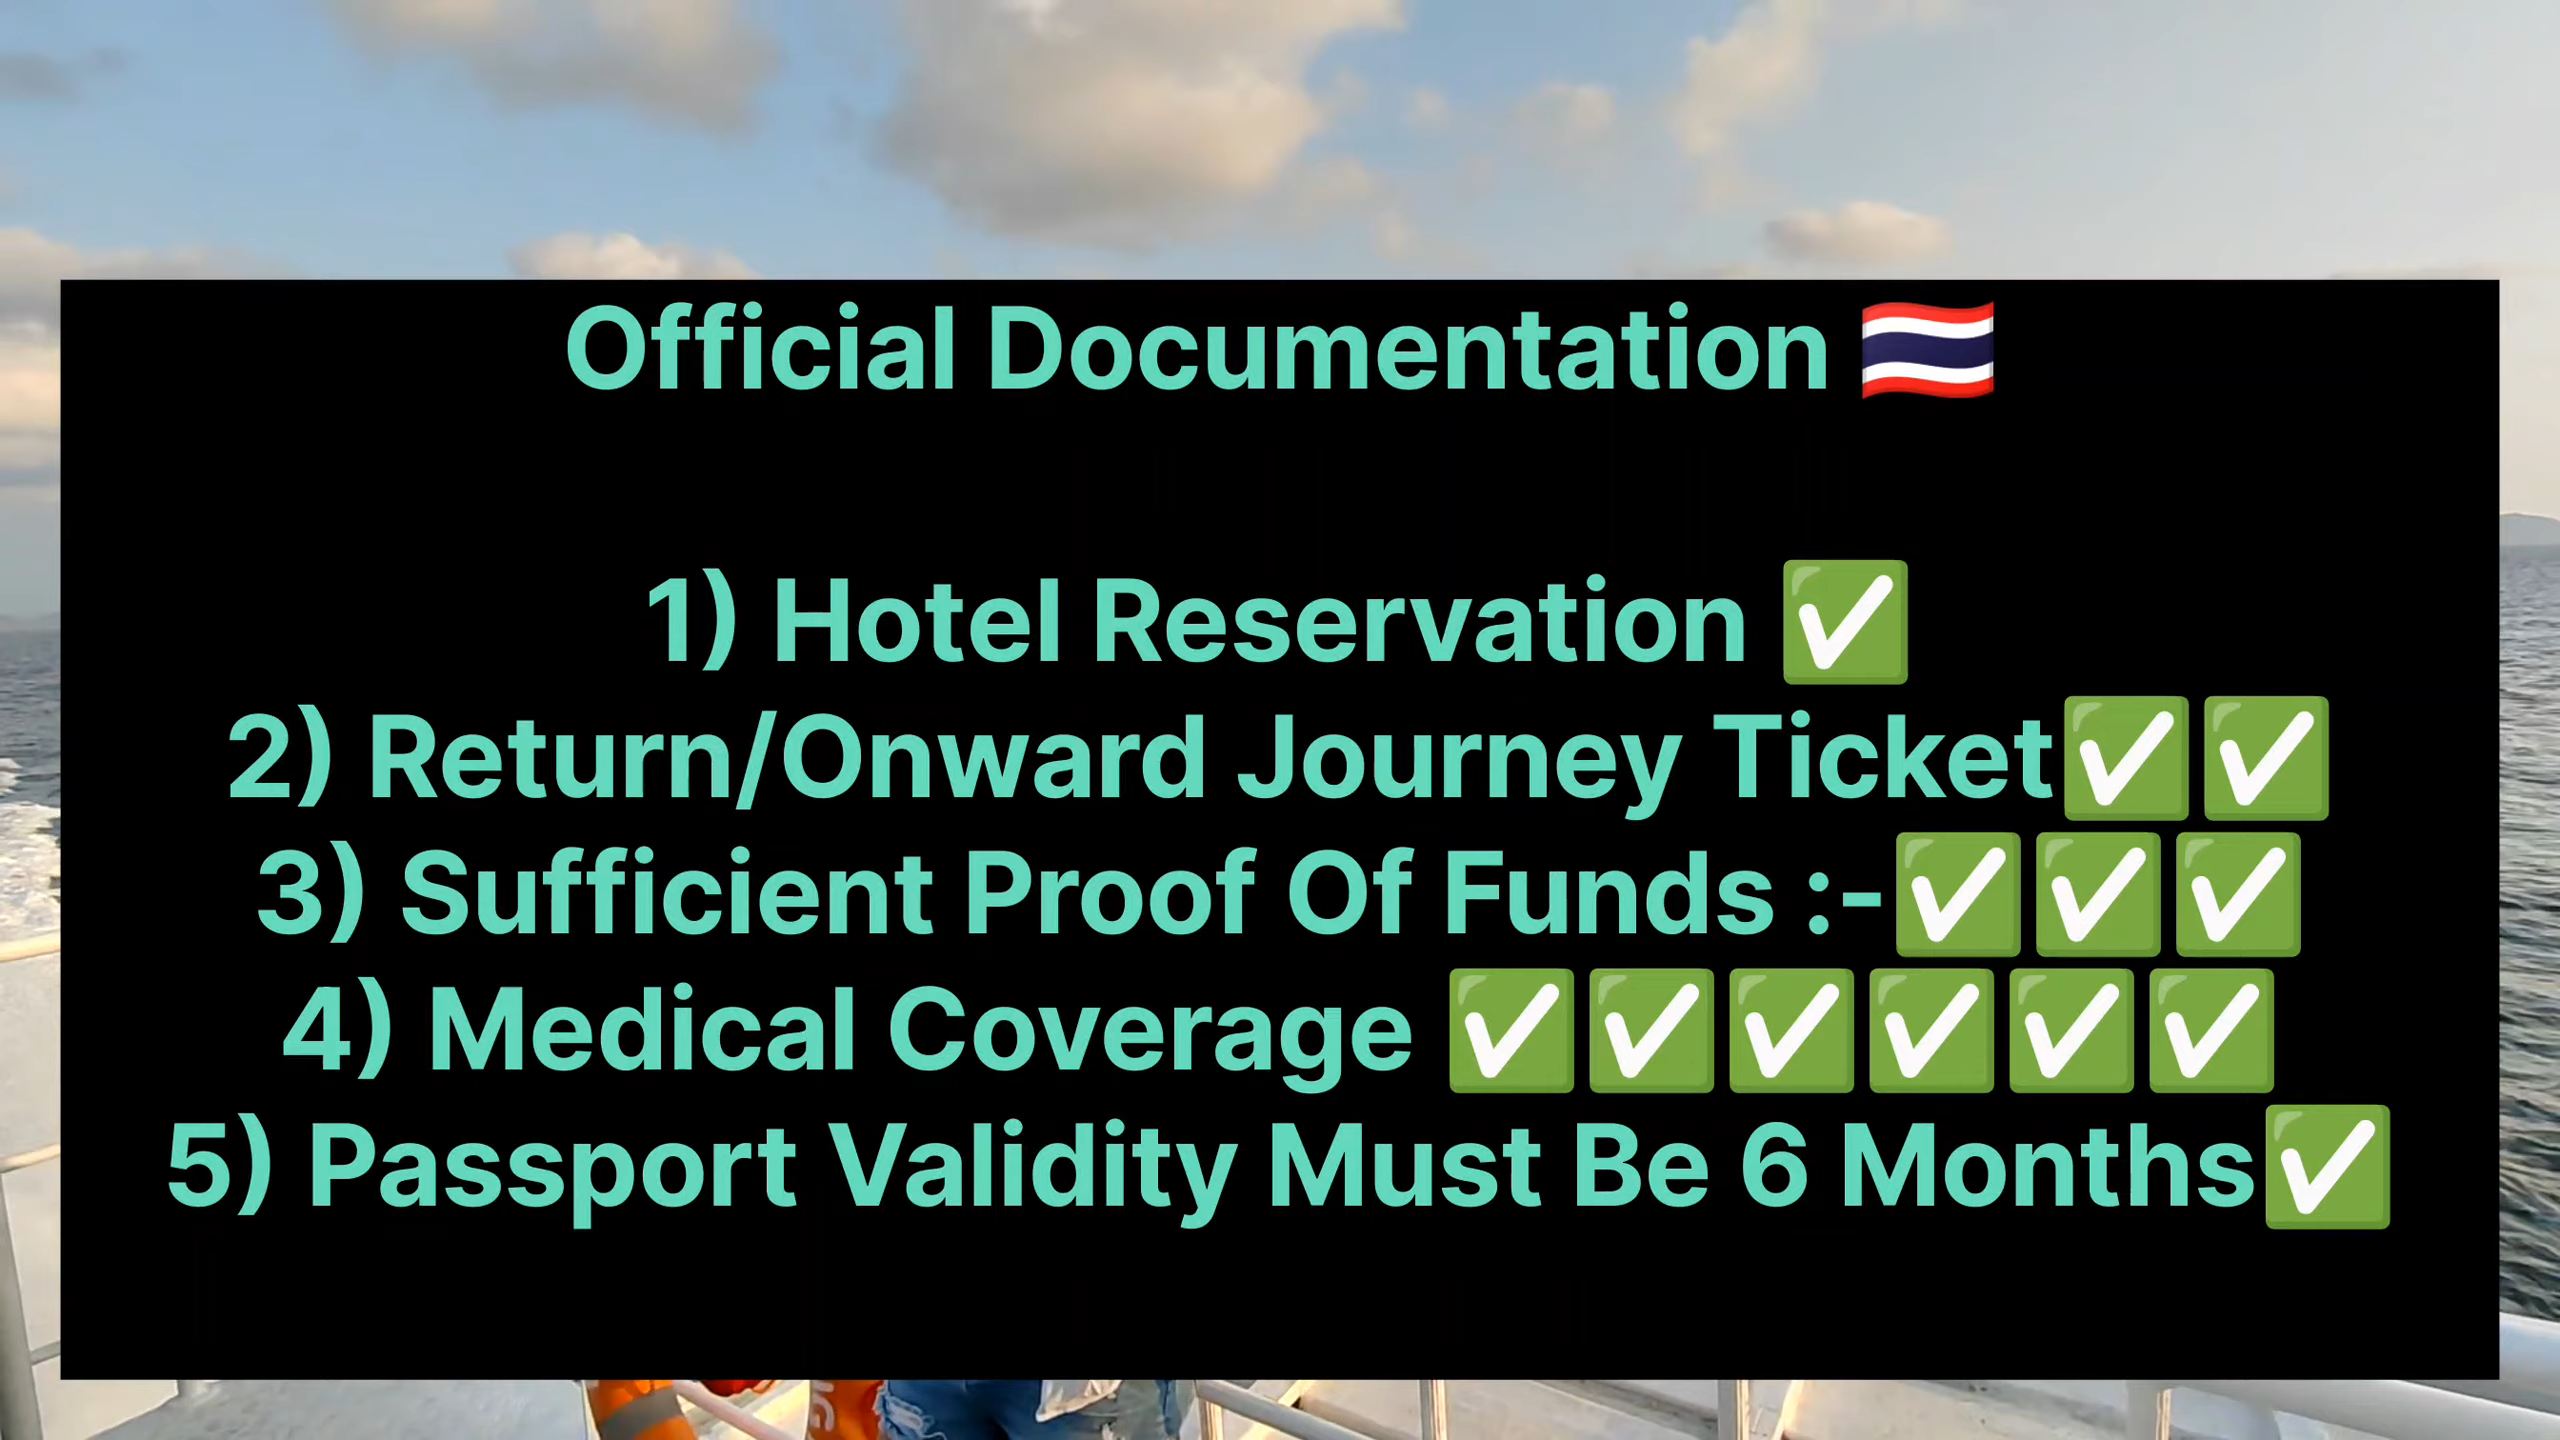 Official Documentation 🇹🇭
1) Hotel Reservation ✅
2) Return/Onward Journey Ticket✅✅
3) Sufficient Proof Of Funds :-✅✅✅
4) Medical Coverage ✅✅✅✅✅✅
5) Passport Validity Must Be 6 Months✅